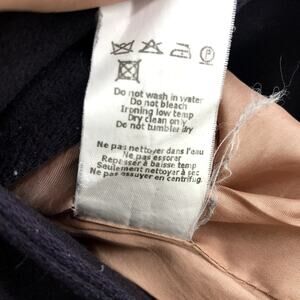 P
Do not wash in water
Do not bleach
Ironing low temp
Dry clean only
Do not tumbler dry
Ne pas nettoyer dans l'eau
Ne pas essorer
Repasser à baisse temp
Seulement nettoyer à sec
Ne pas essuyer en centrifug.